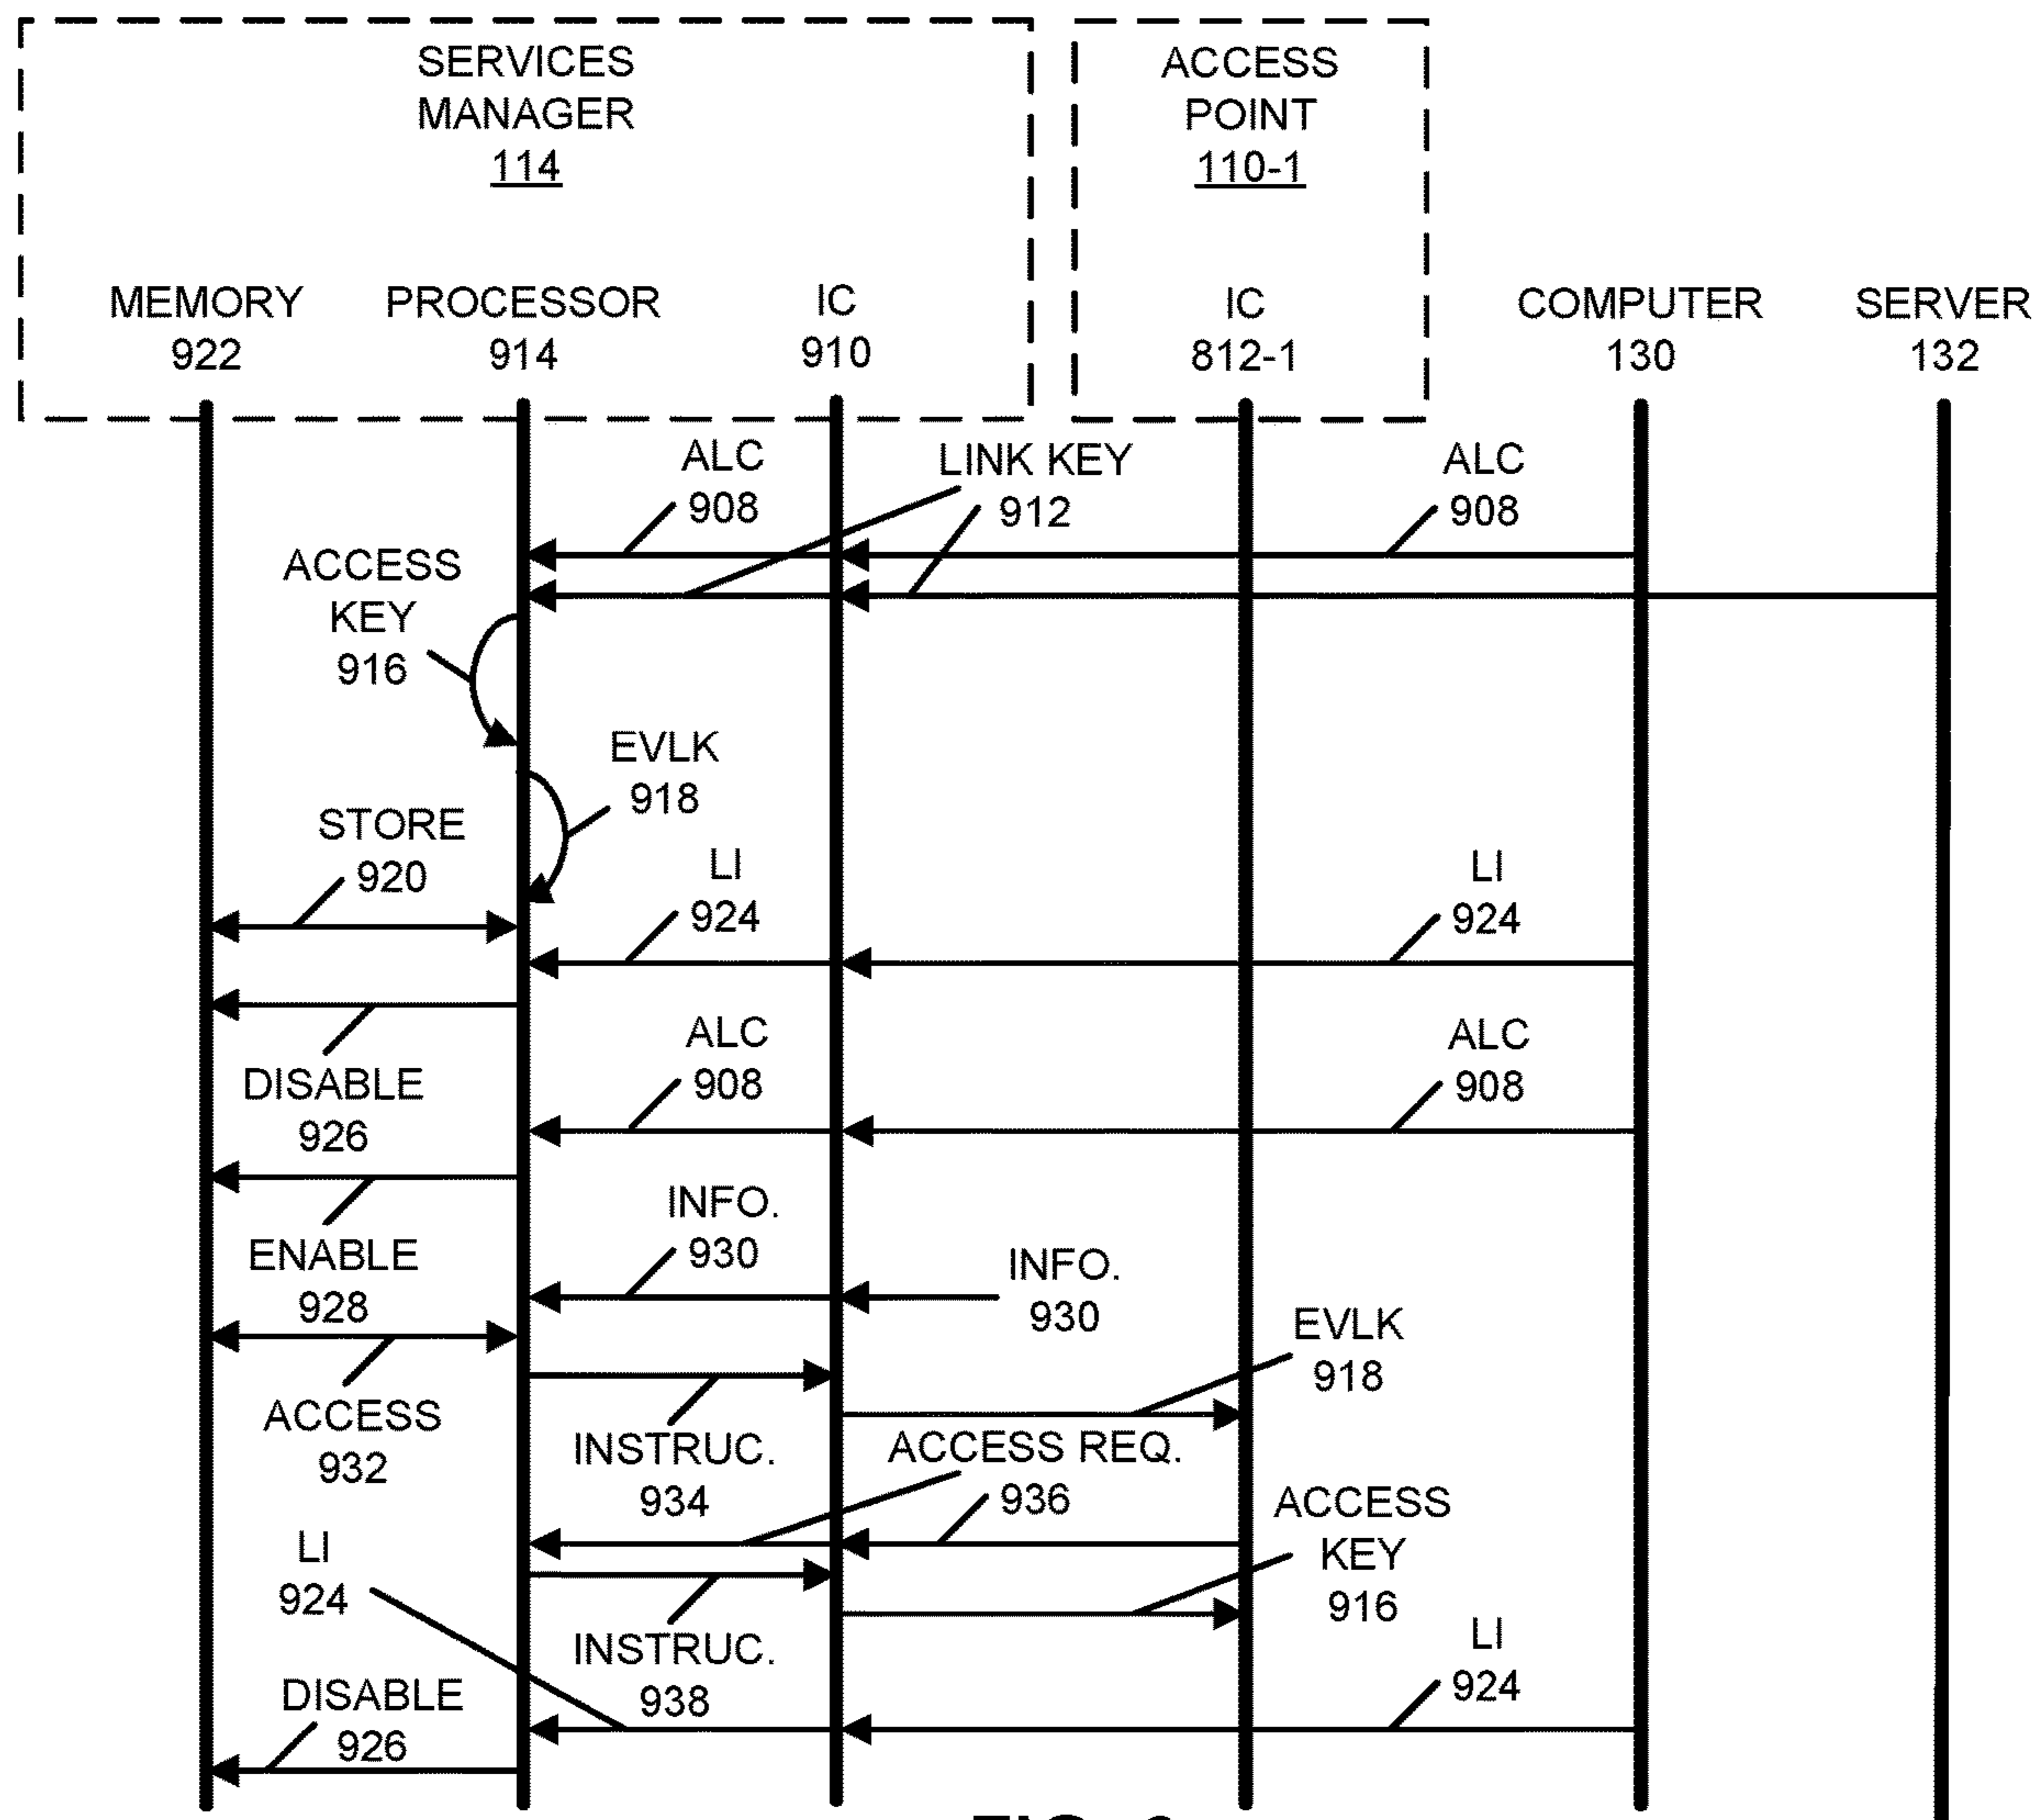 SERVICES
MANAGER
114
ACCESS
POINT
110-1
MEMORY
922
PROCESSOR
914
IC
910
IC
812-1
COMPUTER
130
SERVER
132
ALC
908
LINK KEY
912
ALC
908
ACCESS
KEY
916
EVLK
918
STORE
920
LI
924
LI
924
DISABLE
926
ALC
908
ALC
908
ENABLE
928
INFO.
930
INFO.
930
ACCESS
932
EVLK
918
INSTRUC.
934
ACCESS REQ.
936
ACCESS
KEY
916
LI
924
INSTRUC.
938
LI
924
DISABLE
926